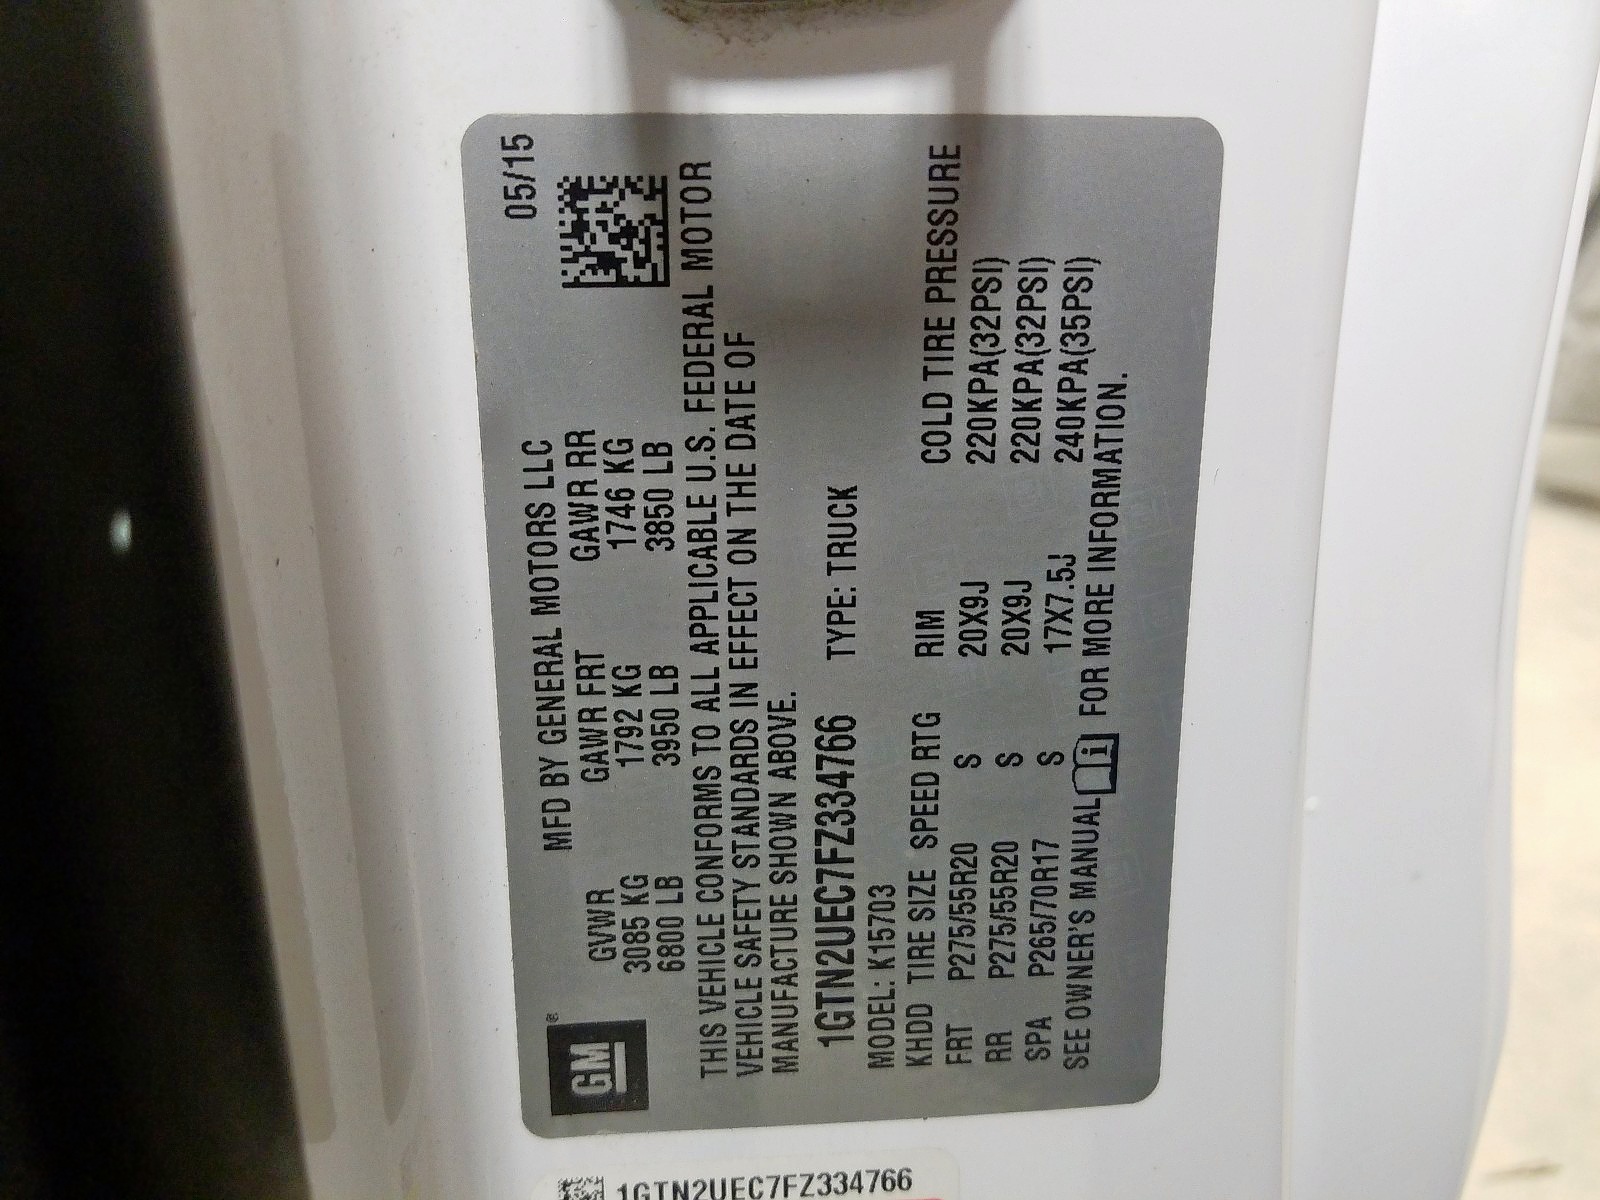 05/15
MFD BY GENERAL MOTORS LLC
GM ®
GVWR GAWR FRT GAWR RR
3085 KG 1792 KG 1746 KG
6800 LB 3950 LB 3850 LB
THIS VEHICLE CONFORMS TO ALL APPLICABLE U.S. FEDERAL MOTOR
VEHICLE SAFETY STANDARDS IN EFFECT ON THE DATE OF
MANUFACTURE SHOWN ABOVE.
1GTN2UEC7FZ334766 TYPE: TRUCK
MODEL: K15703
KHDD TIRE SIZE SPEED RTG RIM COLD TIRE PRESSURE
FRT P275/55R20 S 20X9J 220KPA(32PSI)
RR P275/55R20 S 20X9J 220KPA(32PSI)
SPA P265/70R17 S 17X7.5J 240KPA(35PSI)
SEE OWNER'S MANUAL i FOR MORE INFORMATION.
1GTN2UEC7FZ334766